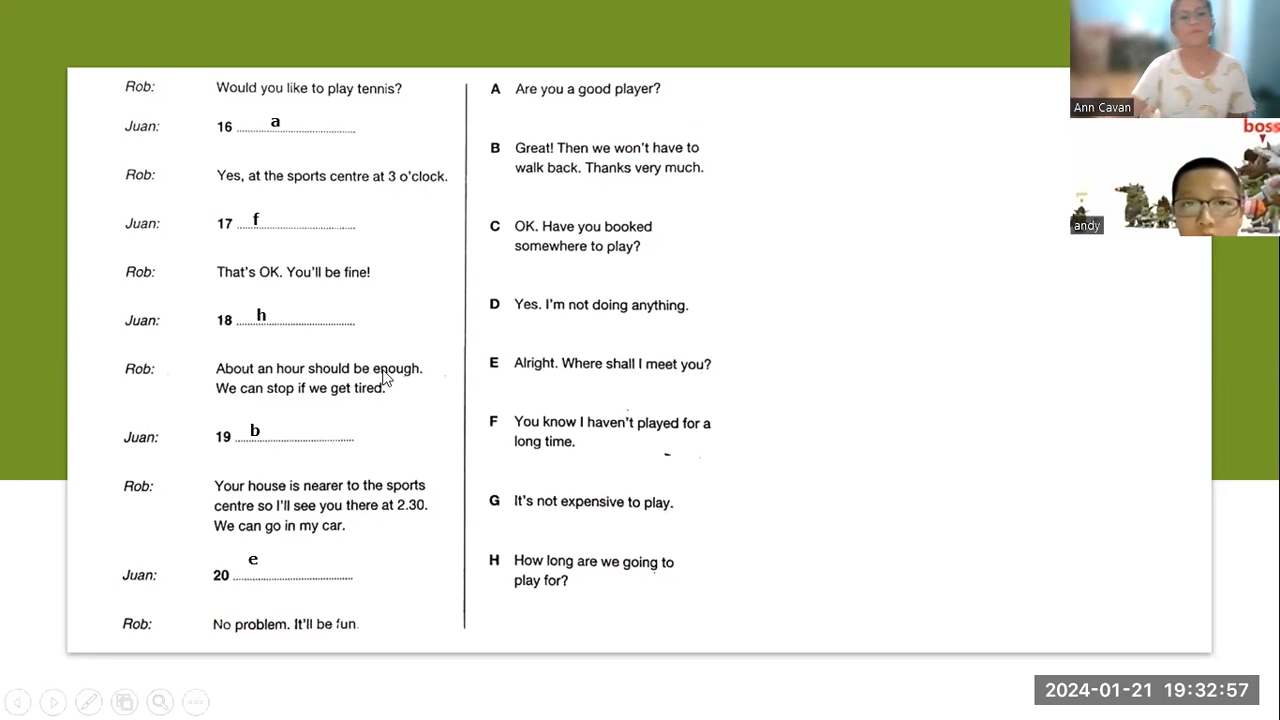 Rob: Would you like to play tennis?
Juan: 16 a
Rob: Yes, at the sports centre at 3 o'clock.
Juan: 17 f
Rob: That's OK. You'll be fine!
Juan: 18 h
Rob: About an hour should be enough.
We can stop if we get tired.
Juan: 19 b
Rob: Your house is nearer to the sports
centre so I'll see you there at 2.30.
We can go in my car.
Juan: 20 e
Rob: No problem. It'll be fun.
A Are you a good player?
B Great! Then we won't have to
walk back. Thanks very much.
C OK. Have you booked
somewhere to play?
D Yes. I'm not doing anything.
E Alright. Where shall I meet you?
F You know I haven't played for a
long time.
G It's not expensive to play.
H How long are we going to
play for?
Ann Cavan
boss
andy
2024-01-21 19:32:57